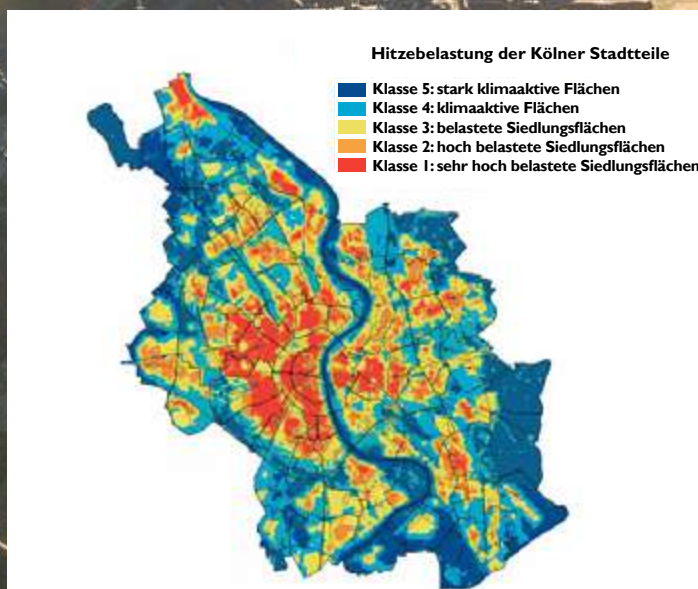 Hitzebelastung der Kölner Stadtteile
Klasse 5: stark klimaaktive Flächen
Klasse 4: klimaaktive Flächen
Klasse 3: belastete Siedlungsflächen
Klasse 2: hoch belastete Siedlungsflächen
Klasse 1: sehr hoch belastete Siedlungsflächen